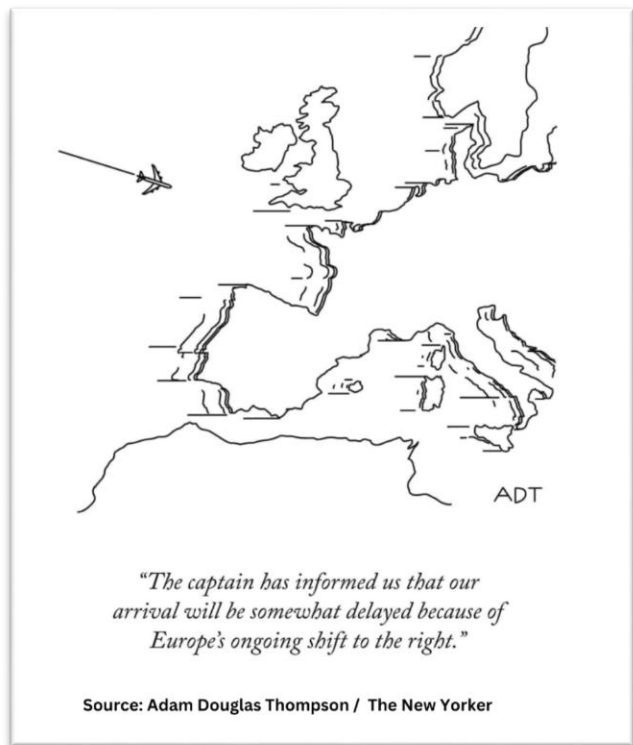 ADT
“The captain has informed us that our
arrival will be somewhat delayed because of
Europe’s ongoing shift to the right.”
Source: Adam Douglas Thompson / The New Yorker